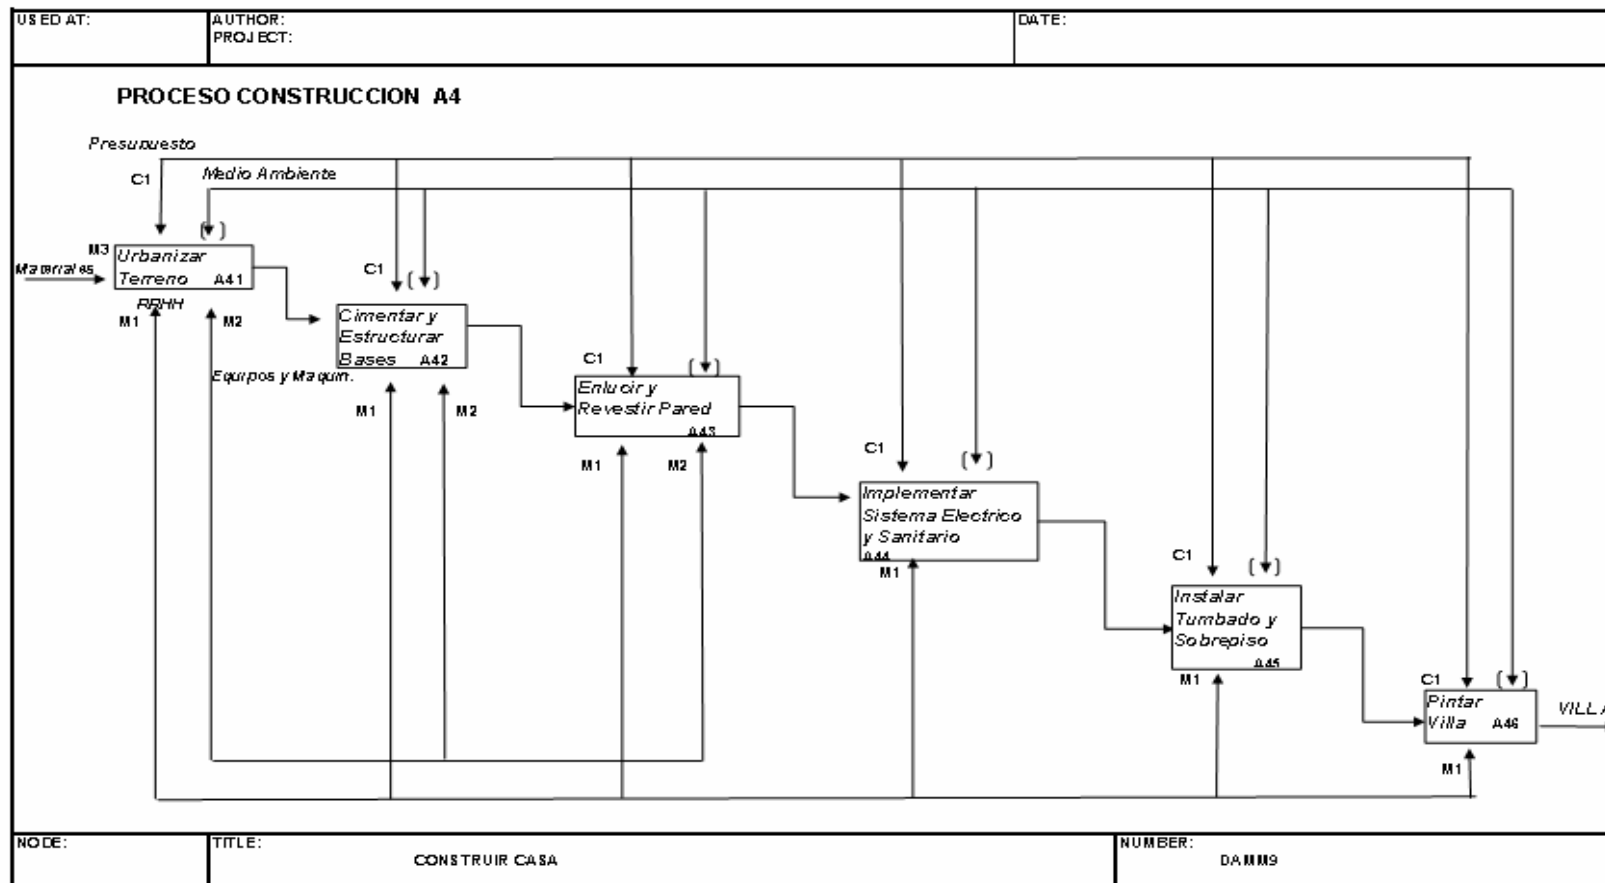 USED AT:
AUTHOR:
PROJECT:
DATE:
PROCESO CONSTRUCCION A4
Presupuesto
C1
Medio Ambiente
M3
Materiales
Urbanizar
Terreno A41
RRHH
M1
M2
C1
Cimentar y
Estructurar
Bases A42
Equipos y Maquin.
M1
M2
C1
Enlucir y
Revestir Pared
A43
M1
M2
C1
Implementar
Sistema Electrico
y Sanitario
A44
M1
C1
Instalar
Tumbado y
Sobrepiso
A45
M1
C1
Pintar
Villa A46
VILLA
M1
NODE:
TITLE:
CONSTRUIR CASA
NUMBER:
DAMM9